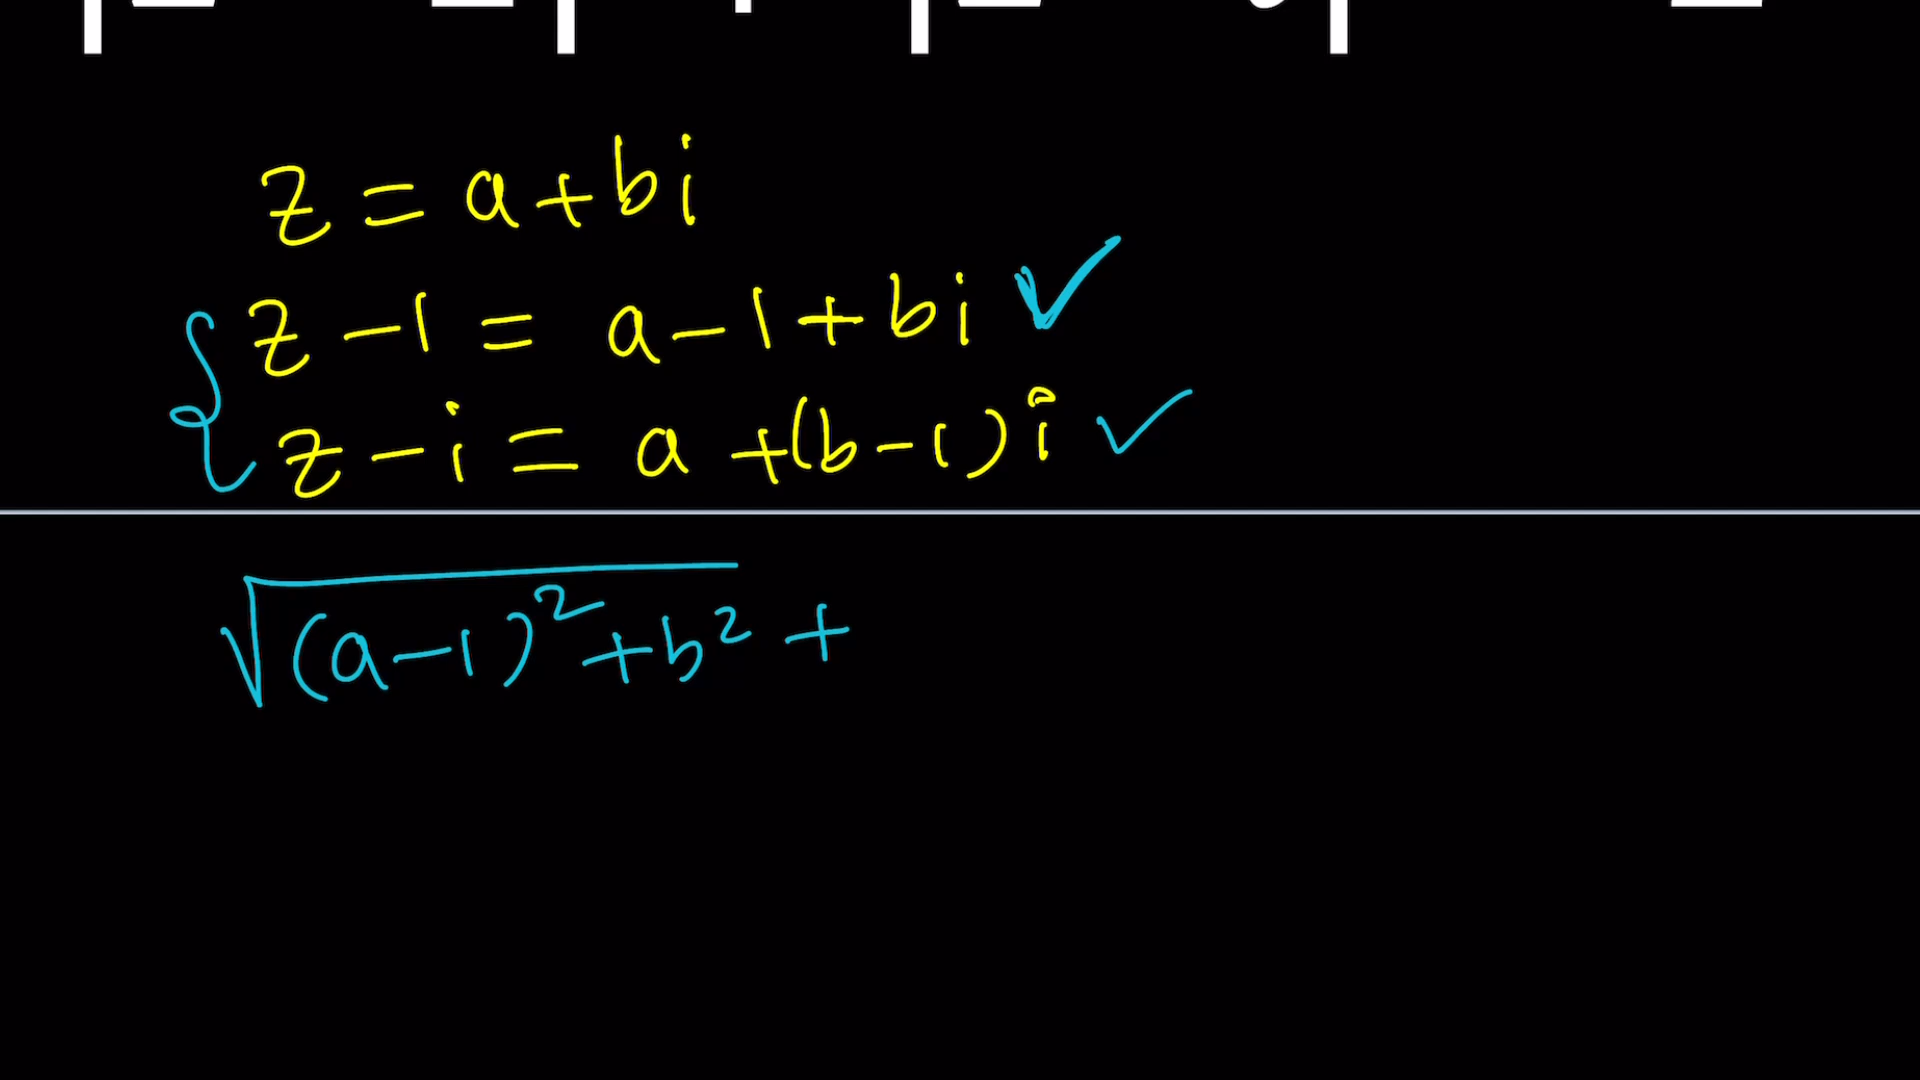 z = a + bi
z - 1 = a - 1 + bi ✓
z - i = a + (b - 1) i ✓
√((a - 1)² + b²) +